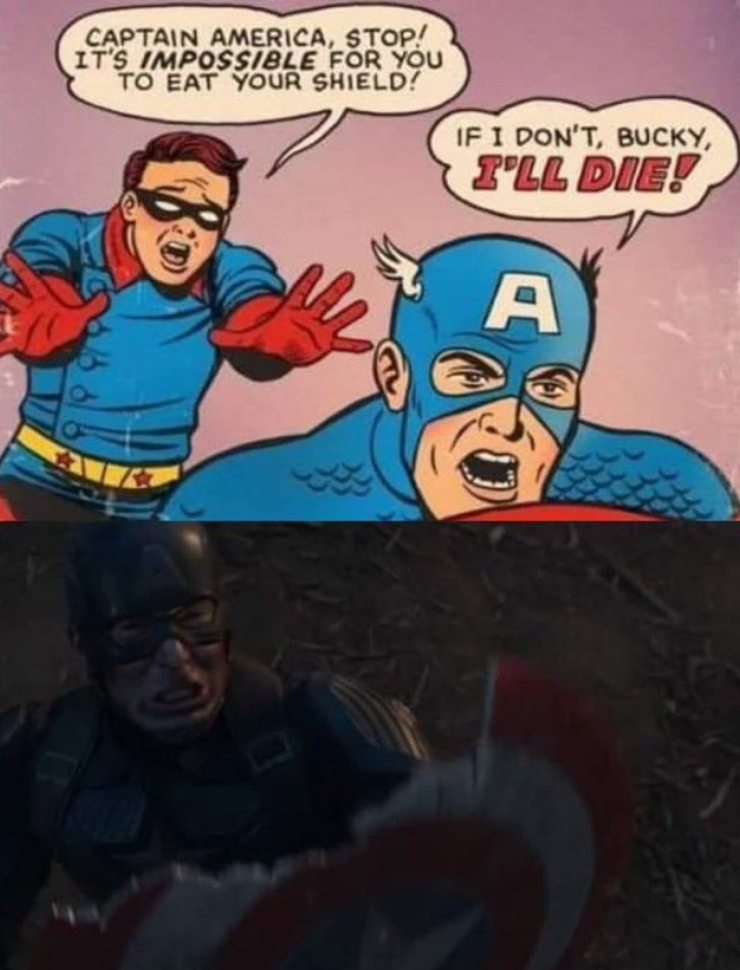 CAPTAIN AMERICA, STOP!
IT'S IMPOSSIBLE FOR YOU
TO EAT YOUR SHIELD!
IF I DON'T, BUCKY,
I'LL DIE!
A